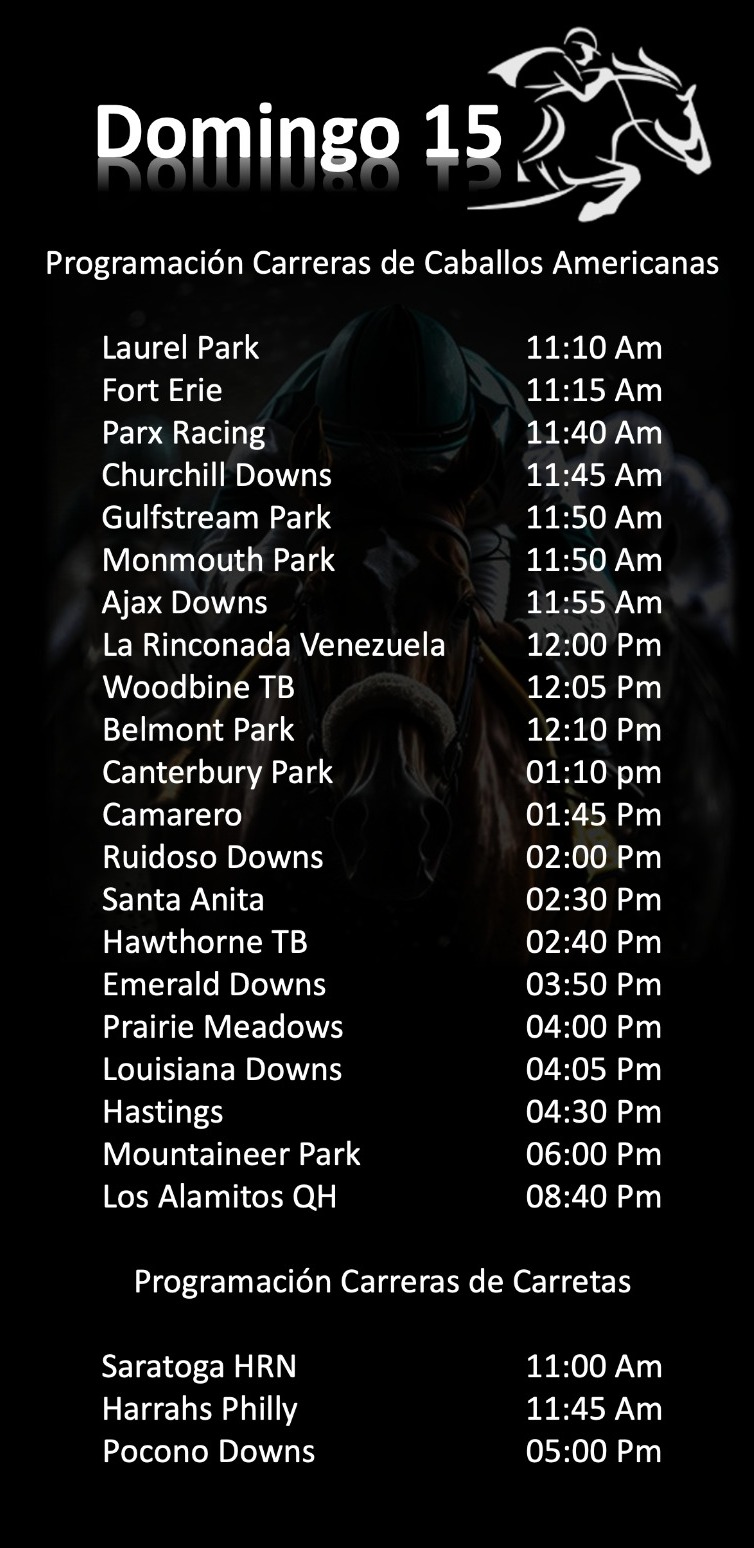 Domingo 15
Programación Carreras de Caballos Americanas
Laurel Park 11:10 Am
Fort Erie 11:15 Am
Parx Racing 11:40 Am
Churchill Downs 11:45 Am
Gulfstream Park 11:50 Am
Monmouth Park 11:50 Am
Ajax Downs 11:55 Am
La Rinconada Venezuela 12:00 Pm
Woodbine TB 12:05 Pm
Belmont Park 12:10 Pm
Canterbury Park 01:10 pm
Camarero 01:45 Pm
Ruidoso Downs 02:00 Pm
Santa Anita 02:30 Pm
Hawthorne TB 02:40 Pm
Emerald Downs 03:50 Pm
Prairie Meadows 04:00 Pm
Louisiana Downs 04:05 Pm
Hastings 04:30 Pm
Mountaineer Park 06:00 Pm
Los Alamitos QH 08:40 Pm
Programación Carreras de Carretas
Saratoga HRN 11:00 Am
Harrahs Philly 11:45 Am
Pocono Downs 05:00 Pm